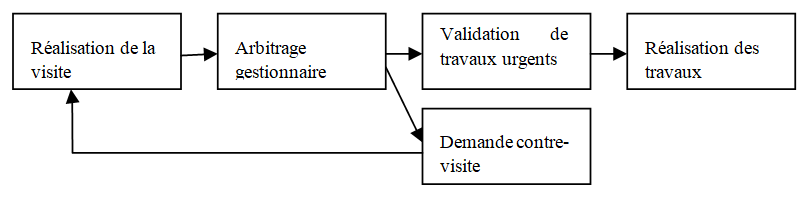 Réalisation de la
visite
Arbitrage
gestionnaire
Validation de
travaux urgents
Réalisation des
travaux
Demande contre-
visite